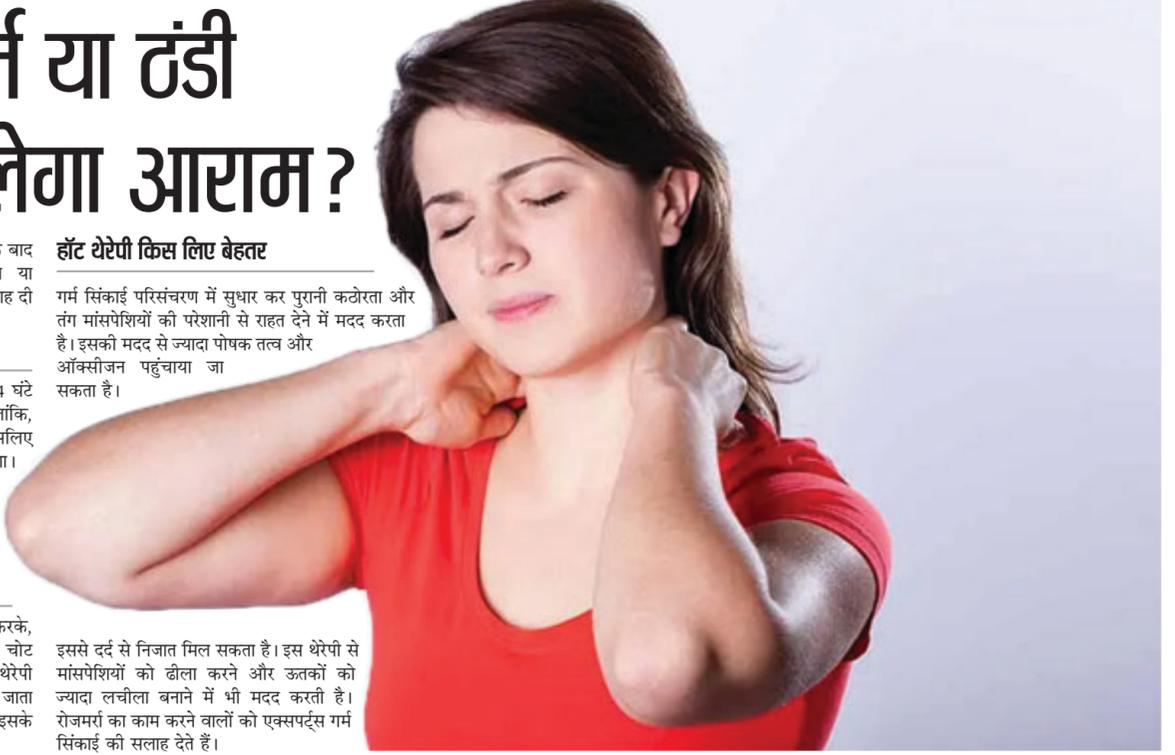 या ठंडी
आराम?
बाद
या
दी
घंटे
करके,
चोट
थेरेपी
जाता
इसके
हॉट थेरेपी किस लिए बेहतर
गर्म सिंकाई परिसंचरण में सुधार कर पुरानी कठोरता और
तंग मांसपेशियों की परेशानी से राहत देने में मदद करता
है। इसकी मदद से ज्यादा पोषक तत्व और
ऑक्सीजन पहुंचाया जा
सकता है।
इससे दर्द से निजात मिल सकता है। इस थेरेपी से
मांसपेशियों को ढीला करने और ऊतकों को
ज्यादा लचीला बनाने में भी मदद करती है।
रोजमर्रा का काम करने वालों को एक्सपर्ट्स गर्म
सिंकाई की सलाह देते हैं।